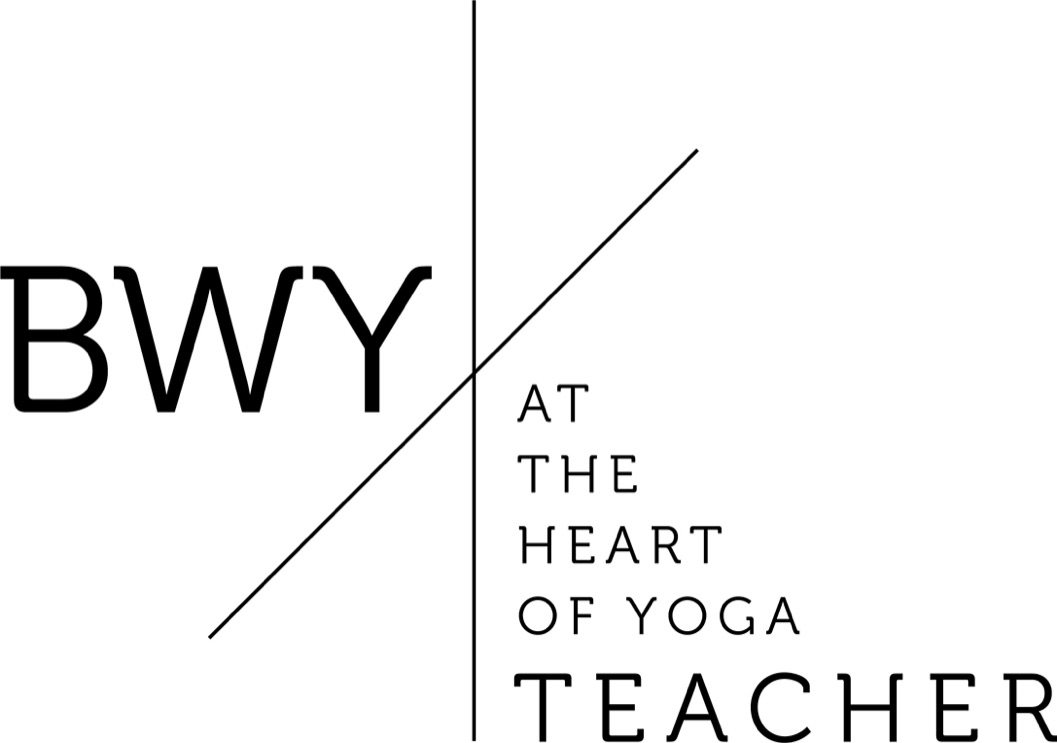 BWY
AT
THE
HEART
OF YOGA
TEACHER